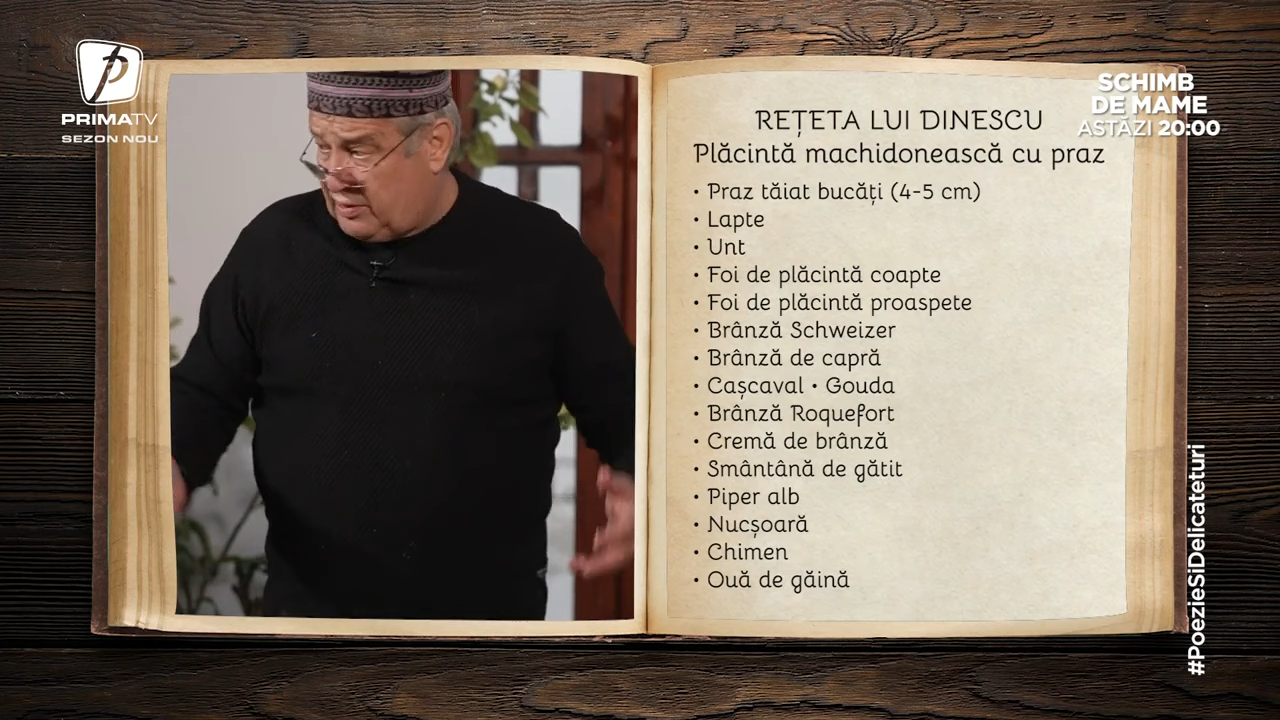 PRIMATV
SEZON NOU
SCHIMB
DE MAME
ASTĂZI 20:00
REȚETA LUI DINESCU
Plăcintă machidonească cu praz
• Praz tăiat bucăți (4-5 cm)
• Lapte
• Unt
• Foi de plăcintă coapte
• Foi de plăcintă proaspete
• Brânză Schweizer
• Brânză de capră
• Cașcaval • Gouda
• Brânză Roquefort
• Cremă de brânză
• Smântână de gătit
• Piper alb
• Nucșoară
• Chimen
• Ouă de găină
#PoezieSiDelicateturi